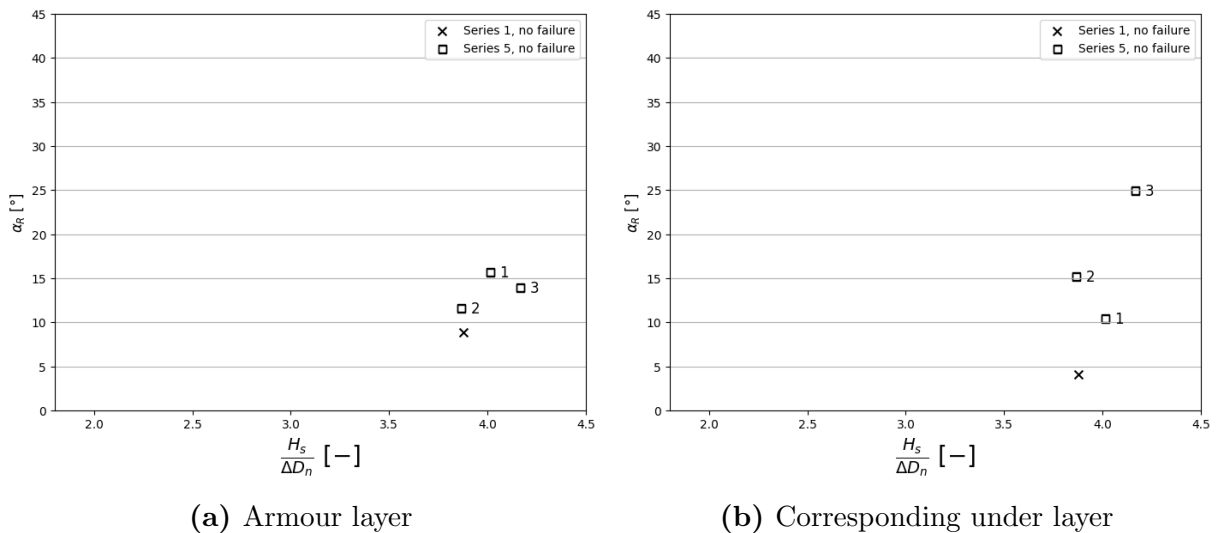 Series 1, no failure
Series 5, no failure
45
40
35
30
25
20
15
10
5
0
α_R [°]
1
3
2
2.0 2.5 3.0 3.5 4.0 4.5
H_s
ΔD_n [−]
(a) Armour layer
Series 1, no failure
Series 5, no failure
45
40
35
30
25
20
15
10
5
0
α_R [°]
3
2
1
2.0 2.5 3.0 3.5 4.0 4.5
H_s
ΔD_n [−]
(b) Corresponding under layer